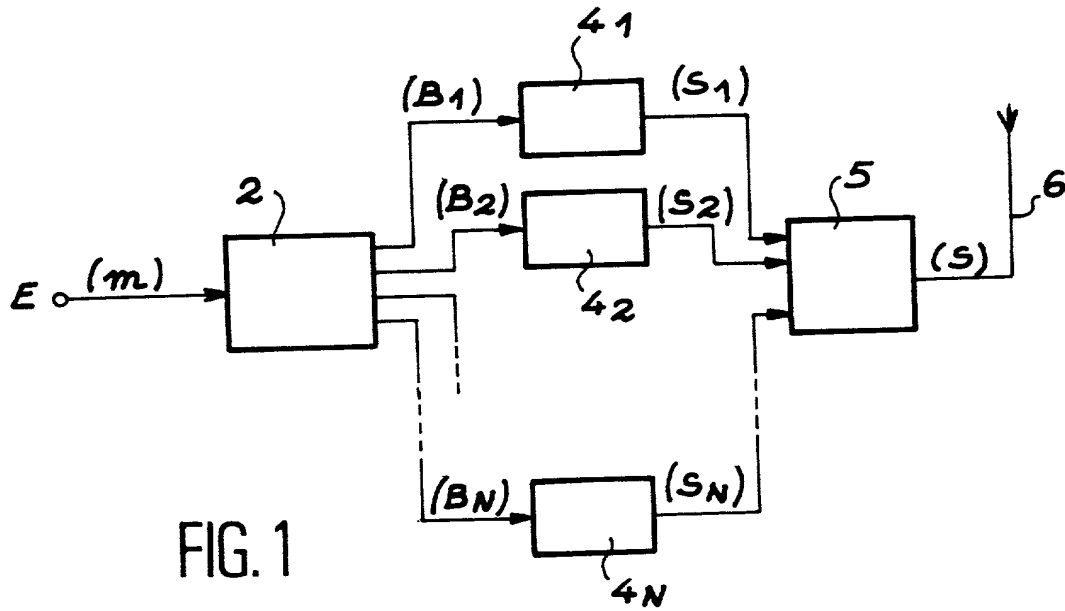 41
(B1)
(S1)
2
(B2)
(S2)
5
6
E
(m)
(S)
42
(BN)
(SN)
FIG. 1
4N